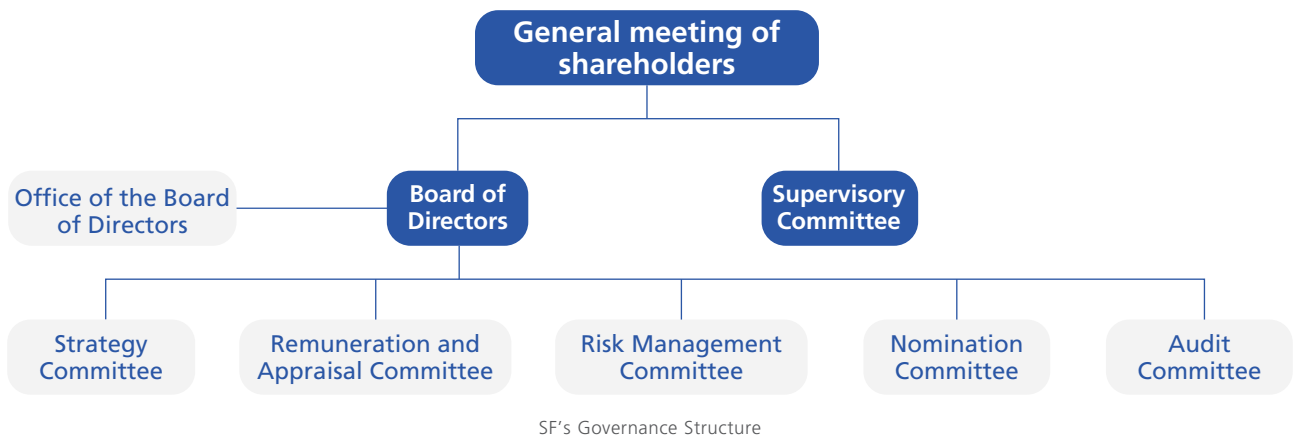 General meeting of
shareholders
Office of the Board
of Directors
Board of
Directors
Supervisory
Committee
Strategy
Committee
Remuneration and
Appraisal Committee
Risk Management
Committee
Nomination
Committee
Audit
Committee
SF's Governance Structure